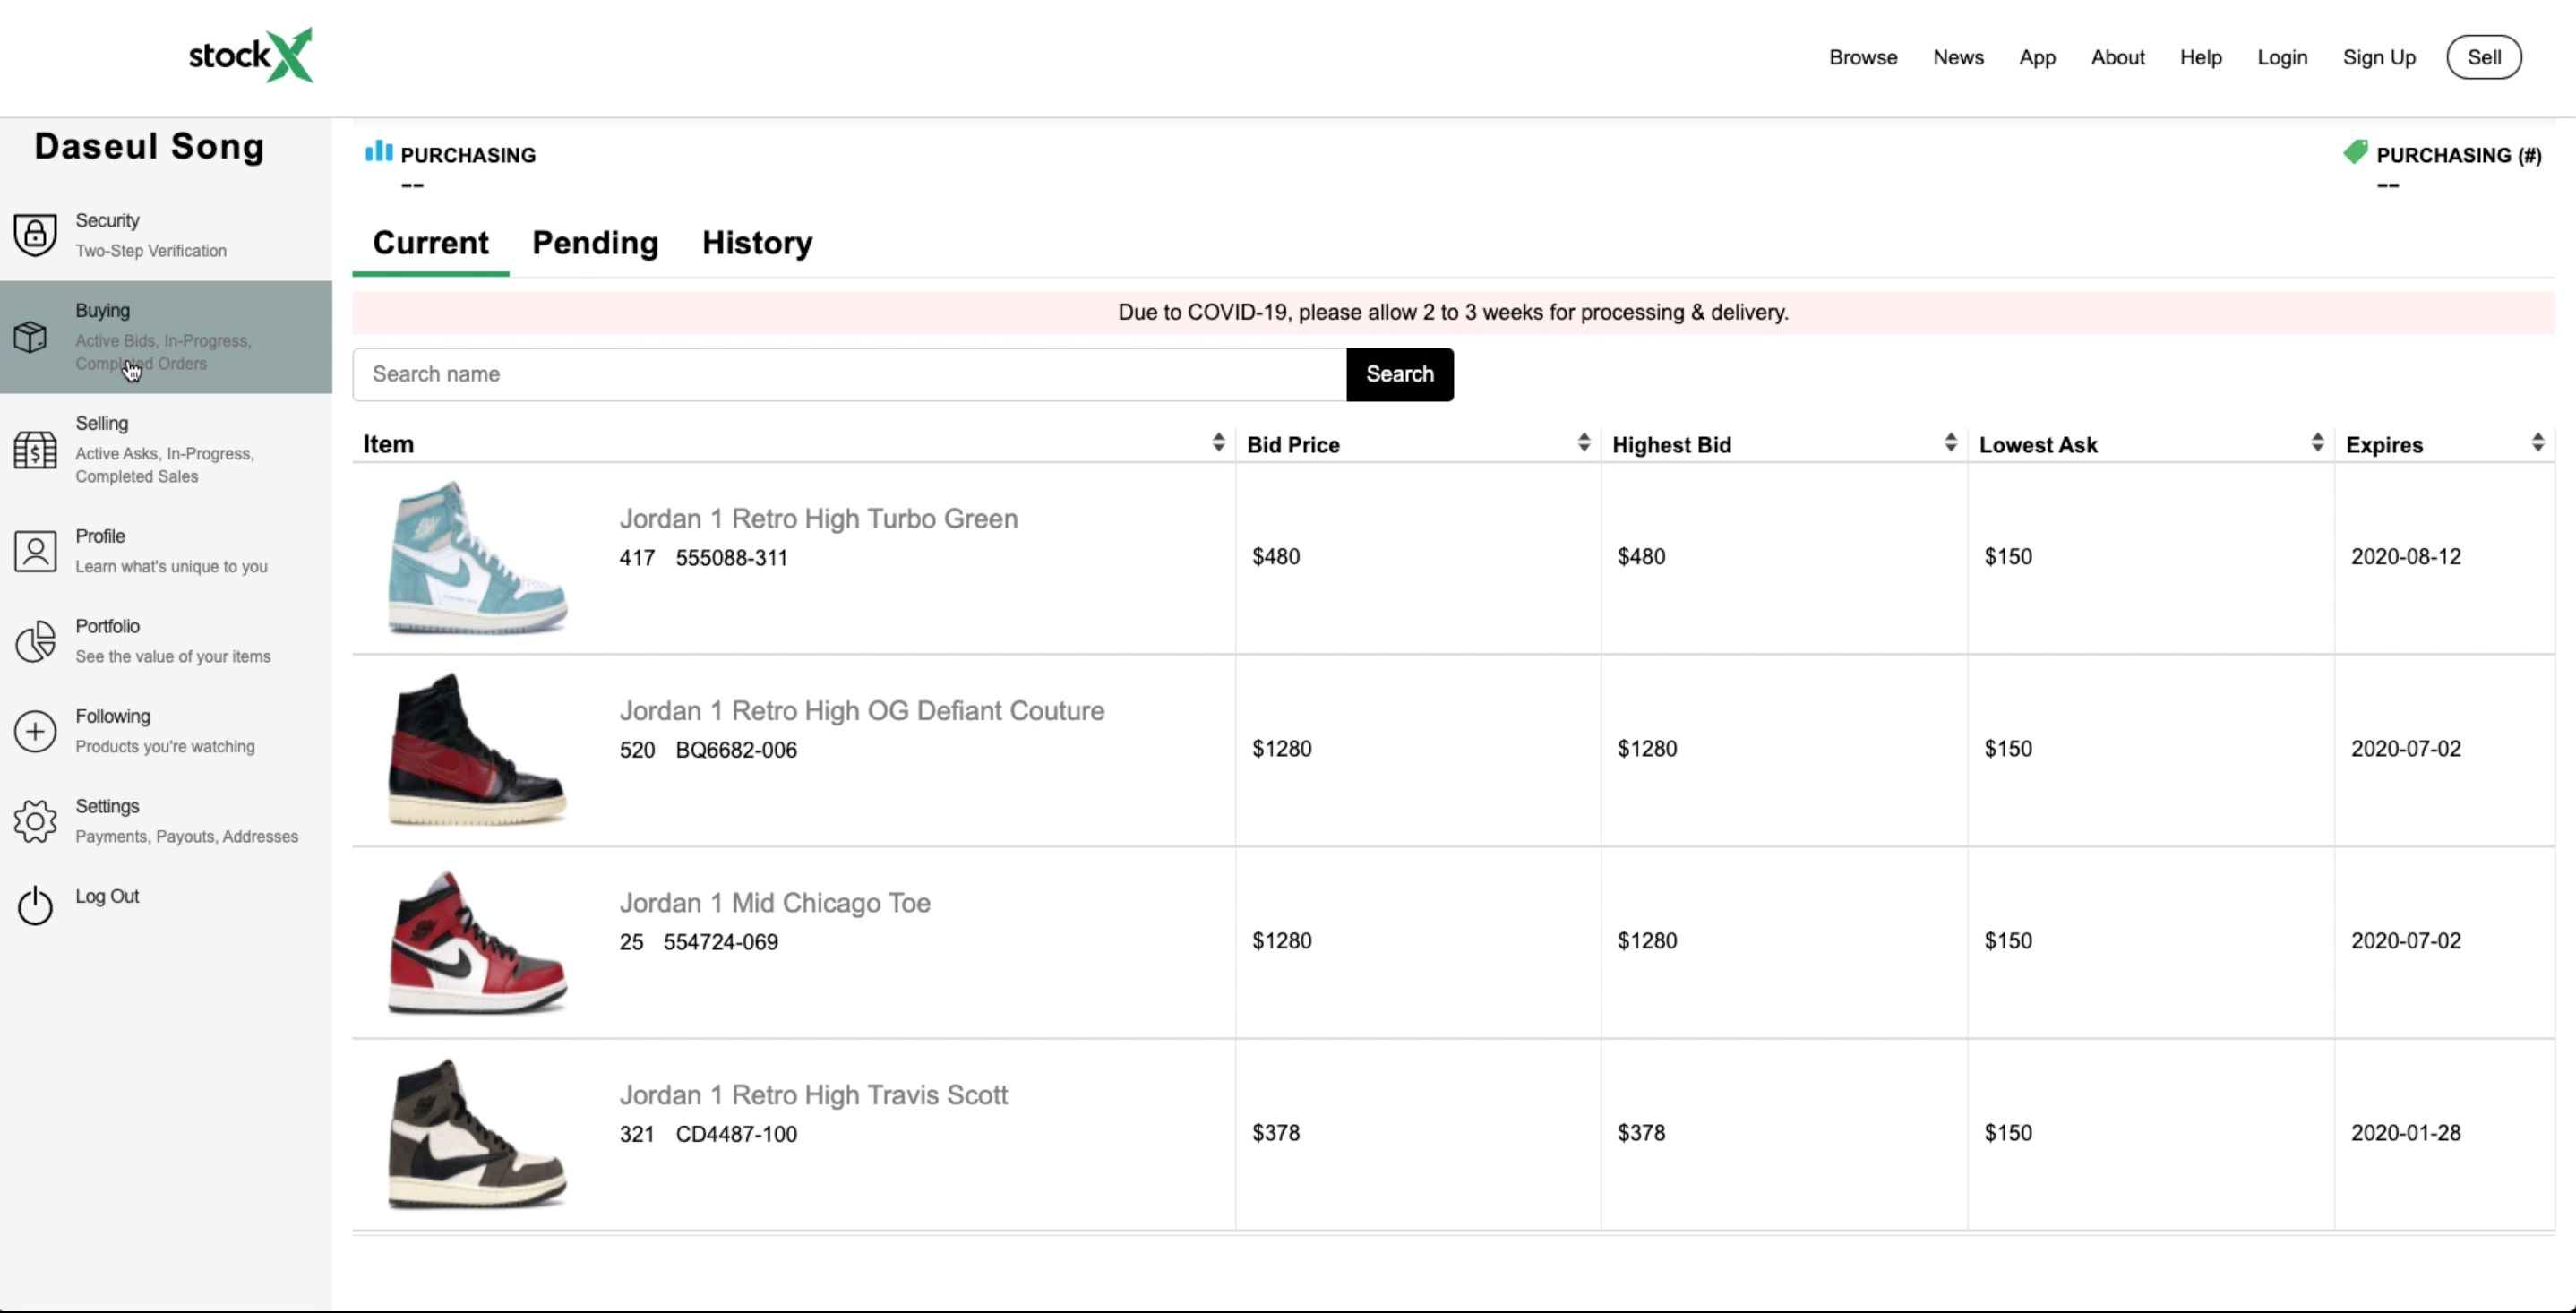 stockX
Browse News App About Help Login Sign Up Sell
Daseul Song
Security
Two-Step Verification
Buying
Active Bids, In-Progress,
Completed Orders
Selling
Active Asks, In-Progress,
Completed Sales
Profile
Learn what's unique to you
Portfolio
See the value of your items
Following
Products you're watching
Settings
Payments, Payouts, Addresses
Log Out
PURCHASING
--
PURCHASING (#)
--
Current Pending History
Due to COVID-19, please allow 2 to 3 weeks for processing & delivery.
Search name Search
Item Bid Price Highest Bid Lowest Ask Expires
Jordan 1 Retro High Turbo Green
417 555088-311
$480 $480 $150 2020-08-12
Jordan 1 Retro High OG Defiant Couture
520 BQ6682-006
$1280 $1280 $150 2020-07-02
Jordan 1 Mid Chicago Toe
25 554724-069
$1280 $1280 $150 2020-07-02
Jordan 1 Retro High Travis Scott
321 CD4487-100
$378 $378 $150 2020-01-28